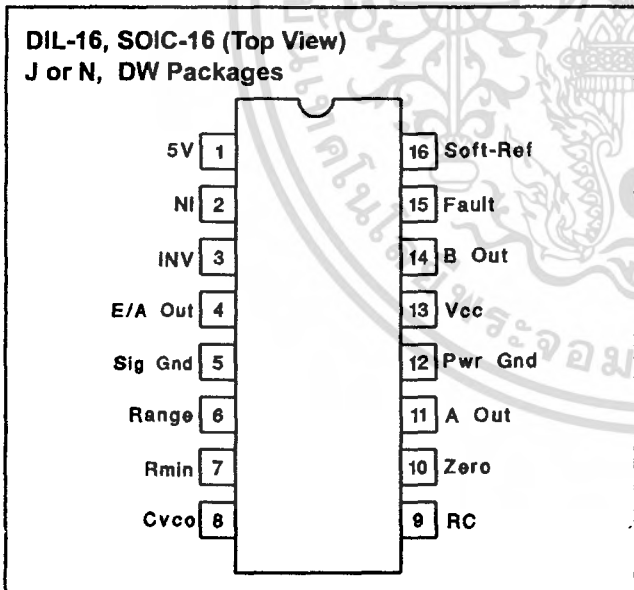 DIL-16, SOIC-16 (Top View)
J or N, DW Packages
5V 1
NI 2
INV 3
E/A Out 4
Sig Gnd 5
Range 6
Rmin 7
Cvco 8
16 Soft-Ref
15 Fault
14 B Out
13 Vcc
12 Pwr Gnd
11 A Out
10 Zero
9 RC